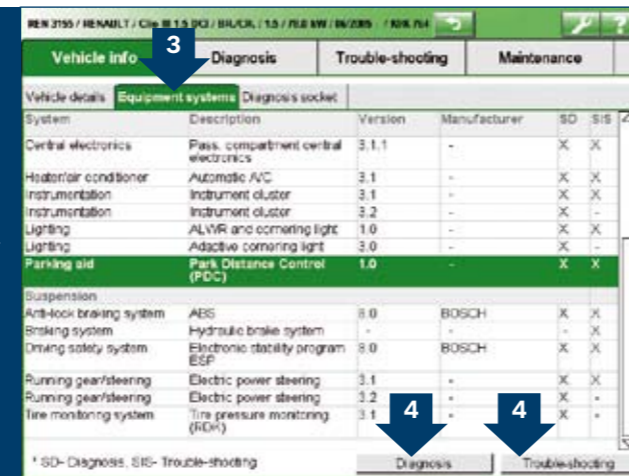 REN 3155 / RENAULT / Clio III 1.5 DCI / BR/CR, / 1.5 / 78.0 kW / 06/2005 / K9K 764
?
Vehicle info Diagnosis Trouble-shooting Maintenance
3
Vehicle details Equipment systems Diagnosis socket
System Description Version Manufacturer SD SIS
Central electronics Pass. compartment central electronics 3.1.1 - X X
Heater/air conditioner Automatic A/C 3.1 - X X
Instrumentation Instrument cluster 3.1 - X X
Instrumentation Instrument cluster 3.2 - X -
Lighting ALWR and cornering light 1.0 - X X
Lighting Adaptive cornering light 3.0 - X -
Parking aid Park Distance Control (PDC) 1.0 - X X
Suspension
Anti-lock braking system ABS 8.0 BOSCH X X
Braking system Hydraulic brake system - - - X
Driving safety system Electronic stability program ESP 8.0 BOSCH X X
Running gear/steering Electric power steering 3.1 - X X
Running gear/steering Electric power steering 3.2 - X -
Tire monitoring system Tire pressure monitoring (RDK) 3.1 - X -
4 4
* SD- Diagnosis, SIS- Trouble-shooting Diagnosis Trouble-shooting